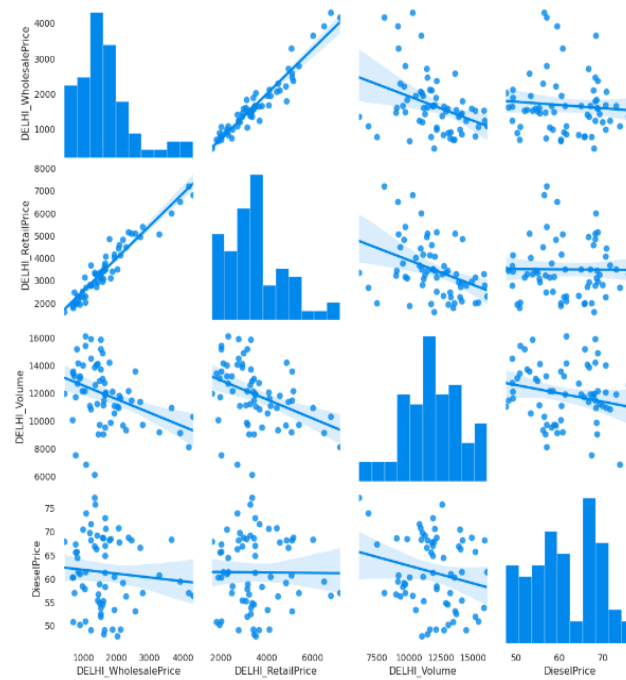 DELHI_WholesalePrice
4000
3000
2000
1000
DELHI_RetailPrice
8000
7000
6000
5000
4000
3000
2000
DELHI_Volume
16000
14000
12000
10000
8000
6000
DieselPrice
75
70
65
60
55
50
1000 2000 3000 4000
2000 4000 6000
7500 10000 12500 15000
50 60 70
DELHI_WholesalePrice DELHI_RetailPrice DELHI_Volume DieselPrice